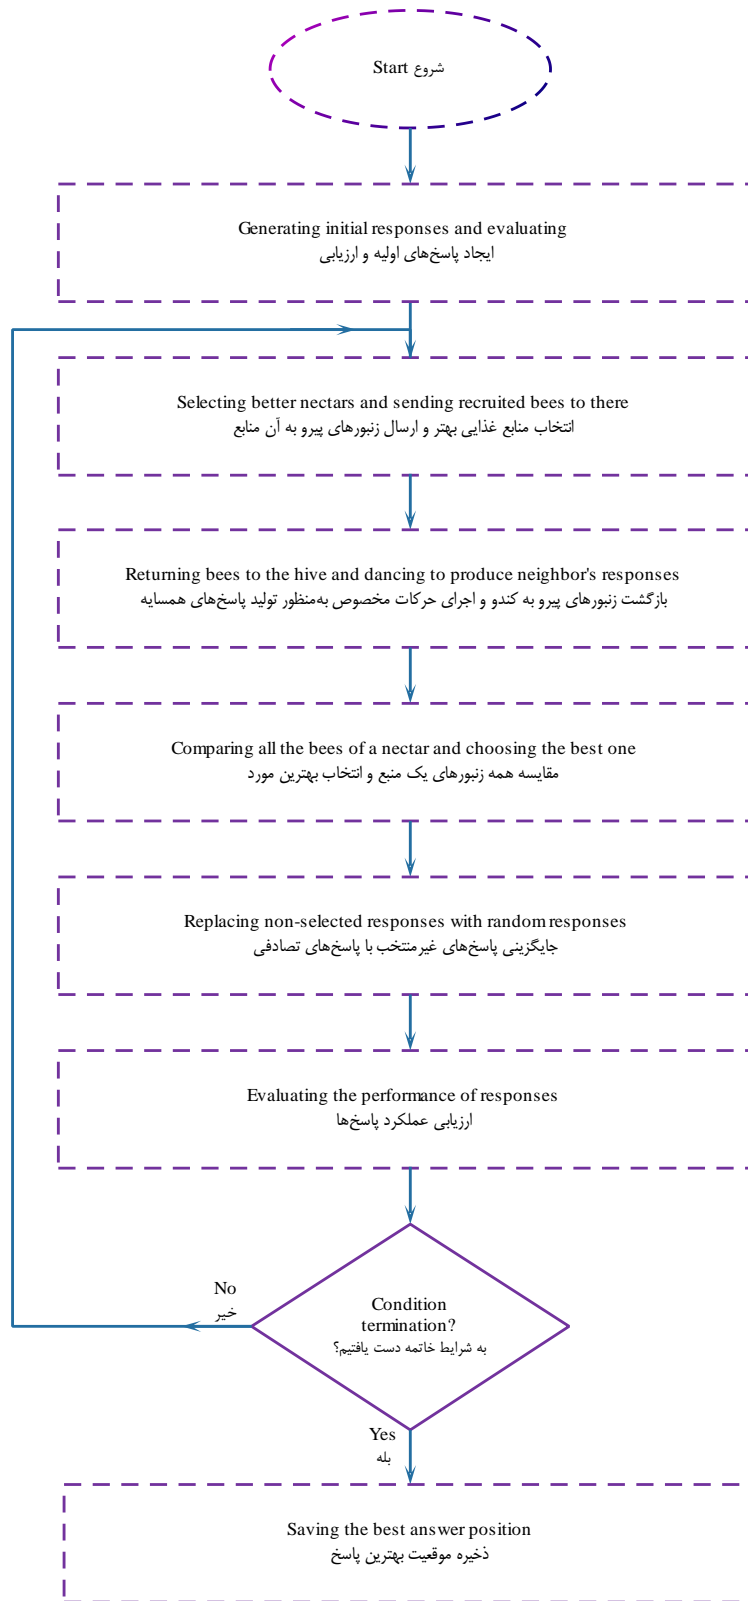 شروع Start
Generating initial responses and evaluating
ایجاد پاسخ‌های اولیه و ارزیابی
Selecting better nectars and sending recruited bees to there
انتخاب منابع غذایی بهتر و ارسال زنبورهای پیرو به آن منابع
Returning bees to the hive and dancing to produce neighbor's responses
بازگشت زنبورهای پیرو به کندو و اجرای حرکات مخصوص به‌منظور تولید پاسخ‌های همسایه
Comparing all the bees of a nectar and choosing the best one
مقایسه همه زنبورهای یک منبع و انتخاب بهترین مورد
Replacing non-selected responses with random responses
جایگزینی پاسخ‌های غیرمنتخب با پاسخ‌های تصادفی
Evaluating the performance of responses
ارزیابی عملکرد پاسخ‌ها
No
خیر
Condition
termination?
به شرایط خاتمه دست یافتیم؟
Yes
بله
Saving the best answer position
ذخیره موقعیت بهترین پاسخ